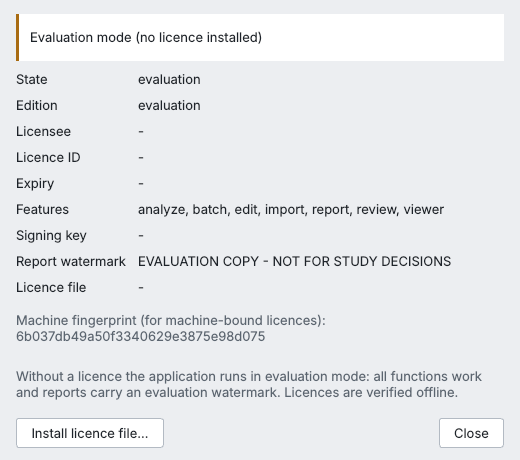 Evaluation mode (no licence installed)
State evaluation
Edition evaluation
Licensee -
Licence ID -
Expiry -
Features analyze, batch, edit, import, report, review, viewer
Signing key -
Report watermark EVALUATION COPY - NOT FOR STUDY DECISIONS
Licence file -
Machine fingerprint (for machine-bound licences):
6b037db49a50f3340629e3875e98d075
Without a licence the application runs in evaluation mode: all functions work
and reports carry an evaluation watermark. Licences are verified offline.
Install licence file... Close